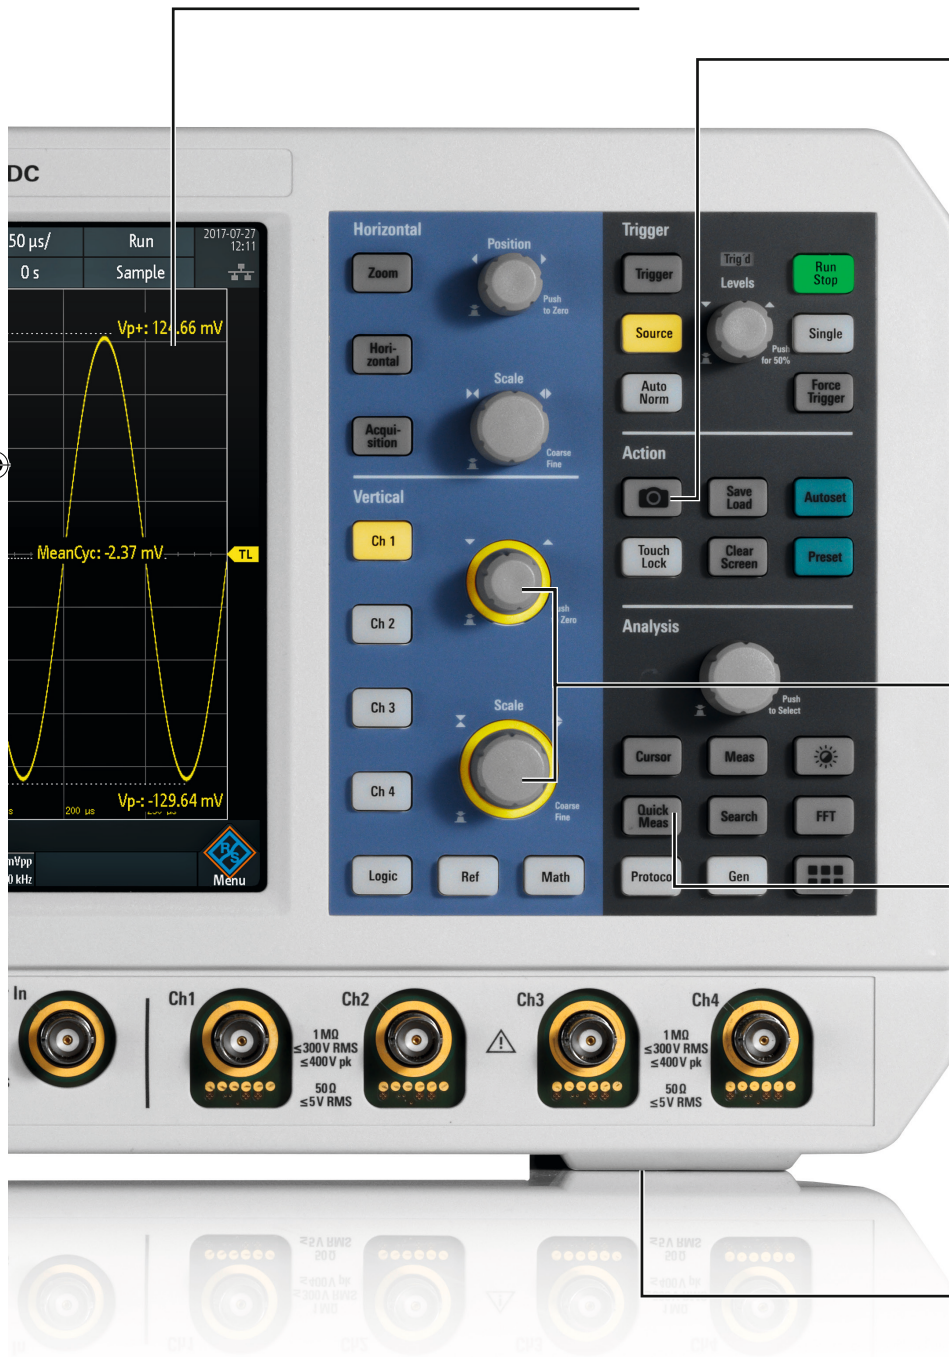 DC
50 µs/
Run
2017-07-27
12:11
0 s
Sample
Vp+: 124.66 mV
MeanCyc: -2.37 mV
TL
Vp-: -129.64 mV
200 µs
mVpp
0 kHz
R&S
Menu
Horizontal
Zoom
Position
Push
to Zero
Hori-
zontal
Scale
Acqui-
sition
Coarse
Fine
Vertical
Ch 1
Ch 2
Zero
Ch 3
Scale
Ch 4
Coarse
Fine
Logic
Ref
Math
Trigger
Trigger
Trig'd
Levels
Run
Stop
Source
Single
Push
for 50%
Auto
Norm
Force
Trigger
Action
Save
Load
Autoset
Touch
Lock
Clear
Screen
Preset
Analysis
Push
to Select
Cursor
Meas
Quick
Meas
Search
FFT
Protocol
Gen
In
Ch1
Ch2
Ch3
Ch4
1 MΩ
≤300 V RMS
≤400 V pk
50 Ω
≤5 V RMS
1 MΩ
≤300 V RMS
≤400 V pk
50 Ω
≤5 V RMS